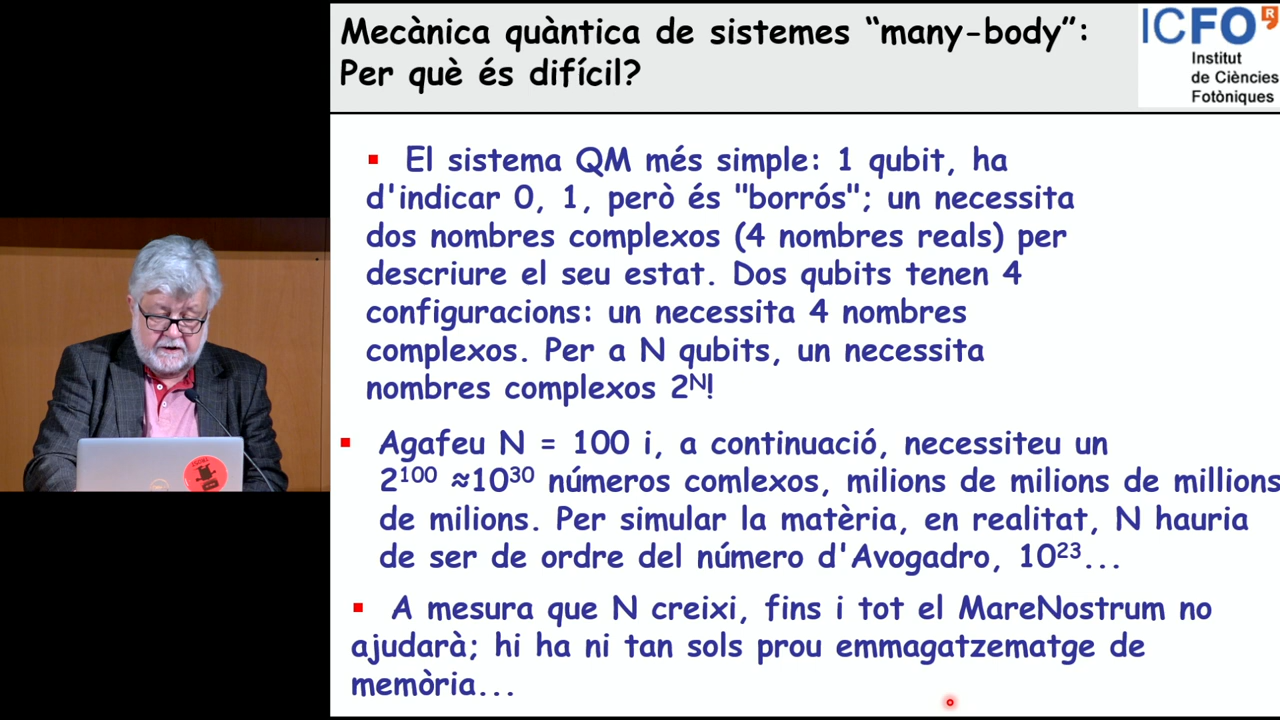 Mecànica quàntica de sistemes “many-body”:
Per què és difícil?
ICFO
Institut
de Ciències
Fotòniques
▪ El sistema QM més simple: 1 qubit, ha
d'indicar 0, 1, però és "borrós"; un necessita
dos nombres complexos (4 nombres reals) per
descriure el seu estat. Dos qubits tenen 4
configuracions: un necessita 4 nombres
complexos. Per a N qubits, un necessita
nombres complexos 2ᴺ!
▪ Agafeu N = 100 i, a continuació, necessiteu un
2¹⁰⁰ ≈10³⁰ números comlexos, milions de milions de millions
de milions. Per simular la matèria, en realitat, N hauria
de ser de ordre del número d'Avogadro, 10²³...
▪ A mesura que N creixi, fins i tot el MareNostrum no
ajudarà; hi ha ni tan sols prou emmagatzematge de
memòria...